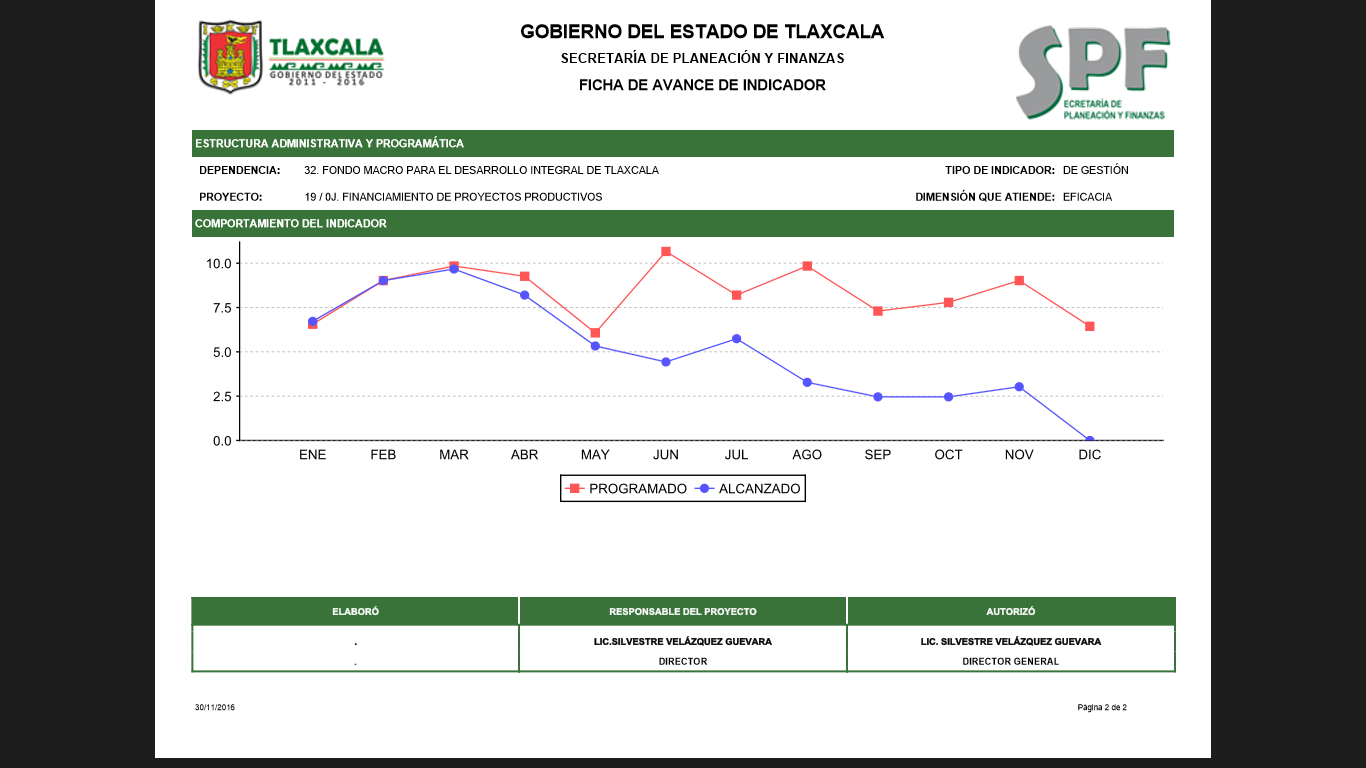 TLAXCALA
GOBIERNO DEL ESTADO
2011 - 2016
GOBIERNO DEL ESTADO DE TLAXCALA
SECRETARÍA DE PLANEACIÓN Y FINANZAS
FICHA DE AVANCE DE INDICADOR
SPF
ECRETARÍA DE
PLANEACIÓN Y FINANZAS
ESTRUCTURA ADMINISTRATIVA Y PROGRAMÁTICA
DEPENDENCIA: 32. FONDO MACRO PARA EL DESARROLLO INTEGRAL DE TLAXCALA TIPO DE INDICADOR: DE GESTIÓN
PROYECTO: 19 / 0J. FINANCIAMIENTO DE PROYECTOS PRODUCTIVOS DIMENSIÓN QUE ATIENDE: EFICACIA
COMPORTAMIENTO DEL INDICADOR
10.0
7.5
5.0
2.5
0.0
ENE FEB MAR ABR MAY JUN JUL AGO SEP OCT NOV DIC
PROGRAMADO ALCANZADO
ELABORÓ RESPONSABLE DEL PROYECTO AUTORIZÓ
. LIC.SILVESTRE VELÁZQUEZ GUEVARA LIC. SILVESTRE VELÁZQUEZ GUEVARA
. DIRECTOR DIRECTOR GENERAL
30/11/2016 Página 2 de 2